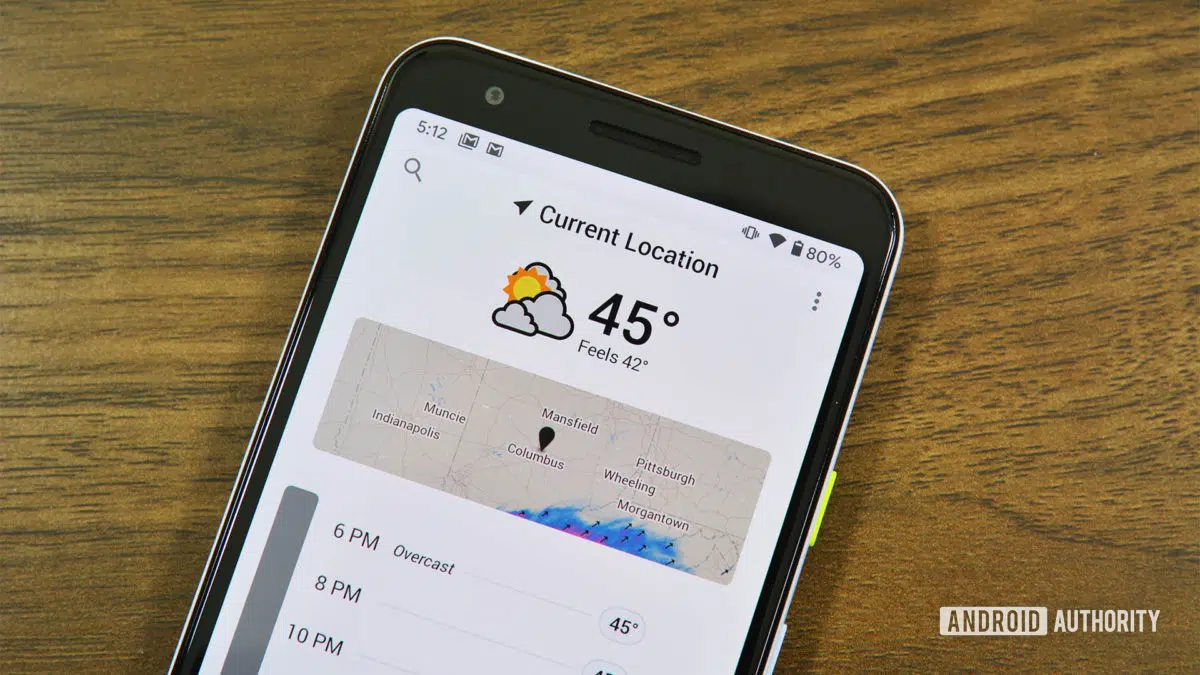 5:12
80%
Current Location
45°
Feels 42°
Mansfield
Muncie
Indianapolis
Columbus
Pittsburgh
Wheeling
Morgantown
6 PM Overcast
8 PM
45°
10 PM
ANDROID AUTHORITY